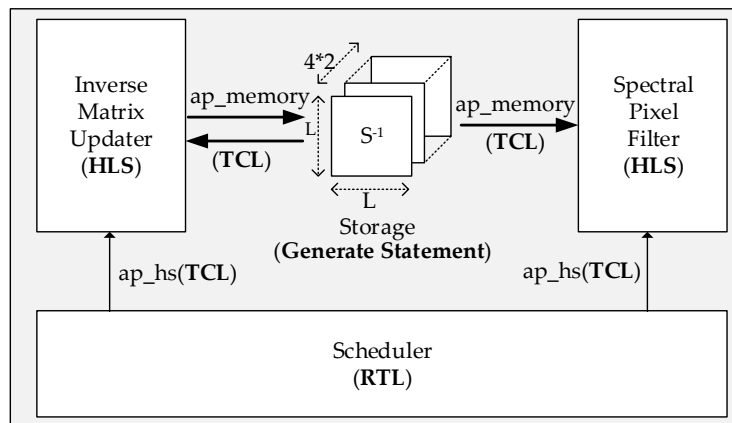 Inverse
Matrix
Updater
(HLS)
ap_memory
(TCL)
4*2
L
S-1
L
Storage
(Generate Statement)
ap_memory
(TCL)
Spectral
Pixel
Filter
(HLS)
ap_hs(TCL)
ap_hs(TCL)
Scheduler
(RTL)